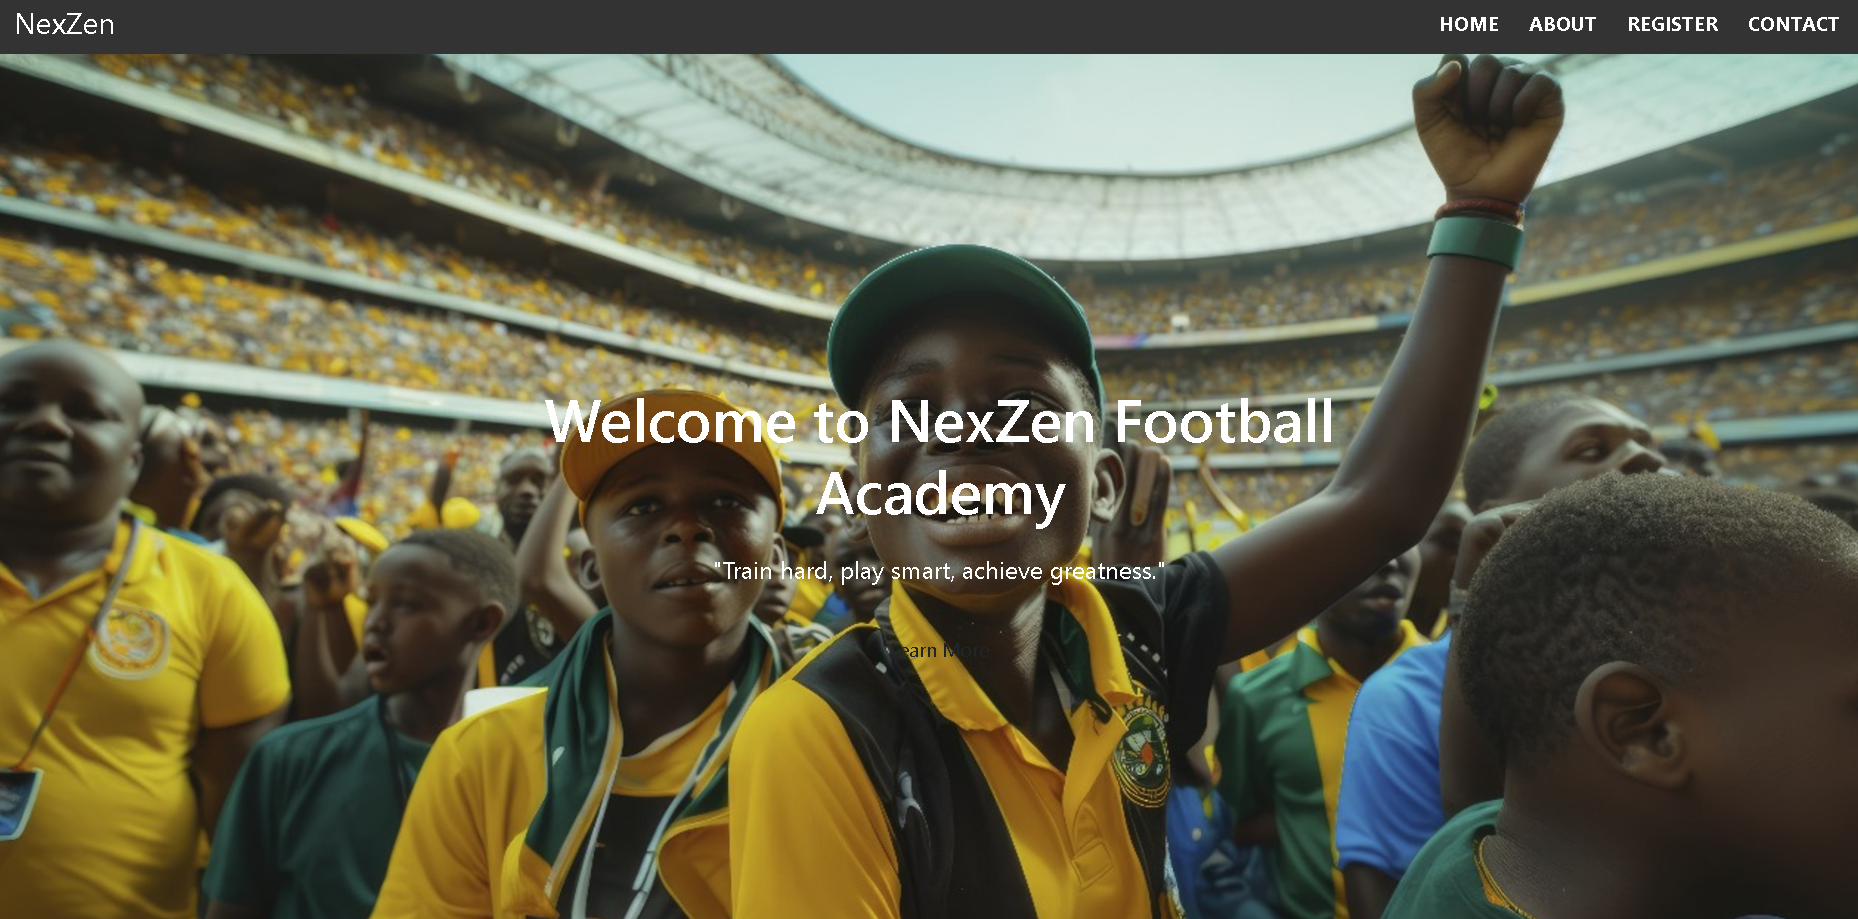 NexZen
HOME ABOUT REGISTER CONTACT
Welcome to NexZen Football
Academy
"Train hard, play smart, achieve greatness."
Learn More